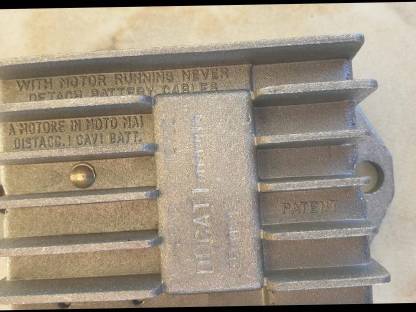 WITH MOTOR RUNNING NEVER
DETACH BATTERY CABLES
A MOTORE IN MOTO MAI
DISTACC. I CAVI BATT.
DUCATI
PATENT